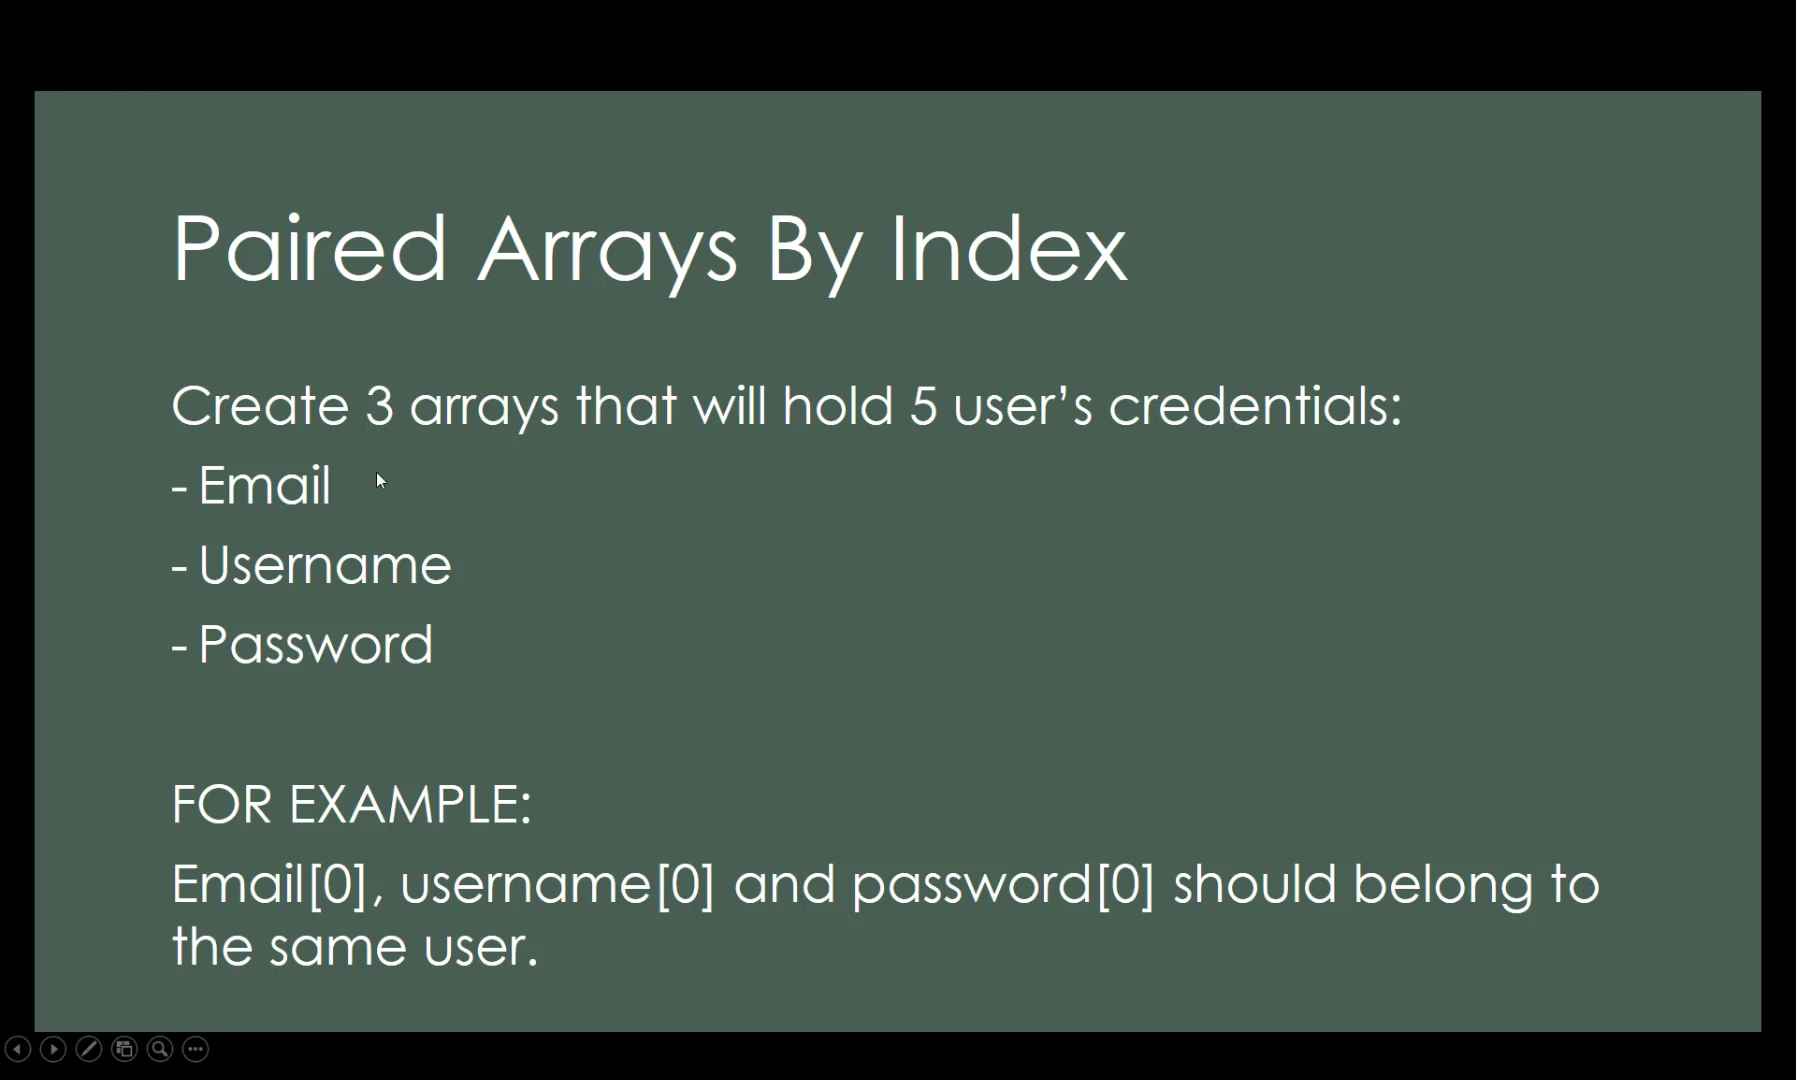 Paired Arrays By Index
Create 3 arrays that will hold 5 user’s credentials:
- Email
- Username
- Password
FOR EXAMPLE:
Email[0], username[0] and password[0] should belong to
the same user.